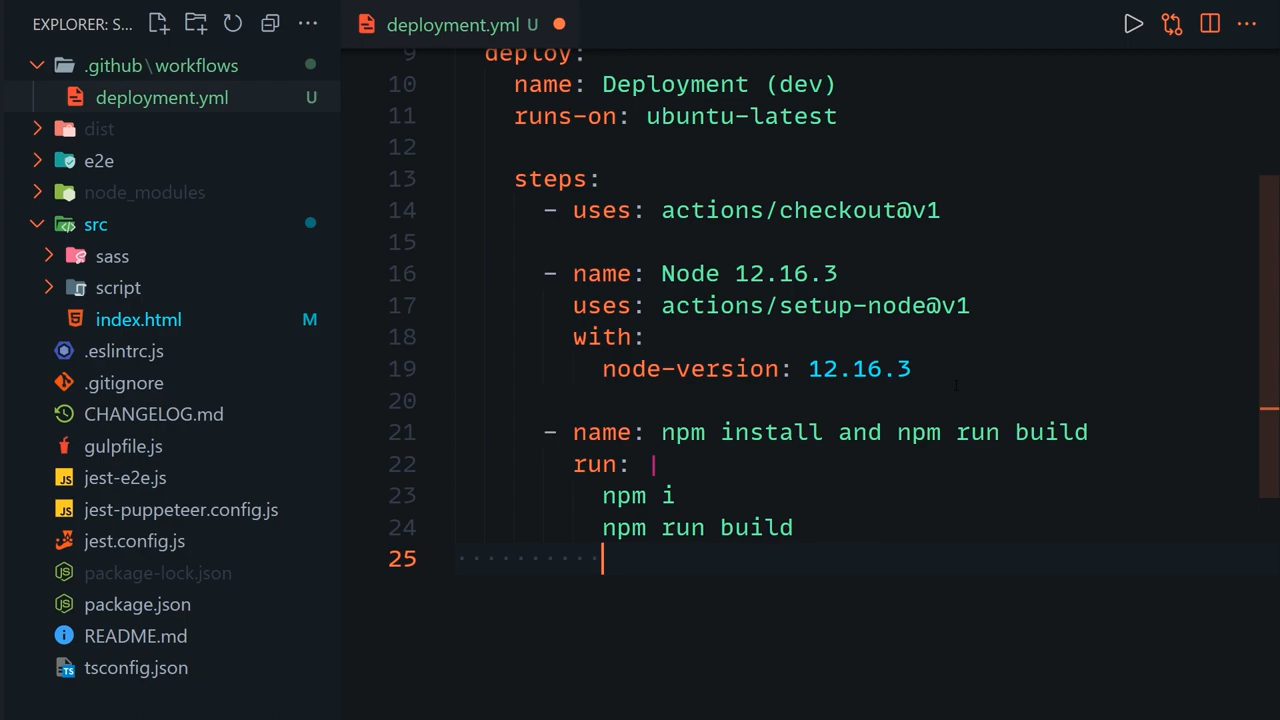 EXPLORER: S...
.github\workflows
deployment.yml U
dist
e2e
node_modules
src
sass
script
index.html M
.eslintrc.js
.gitignore
CHANGELOG.md
gulpfile.js
jest-e2e.js
jest-puppeteer.config.js
jest.config.js
package-lock.json
package.json
README.md
tsconfig.json
deployment.yml U
9 deploy:
10 name: Deployment (dev)
11 runs-on: ubuntu-latest
12
13 steps:
14 - uses: actions/checkout@v1
15
16 - name: Node 12.16.3
17 uses: actions/setup-node@v1
18 with:
19 node-version: 12.16.3
20
21 - name: npm install and npm run build
22 run: |
23 npm i
24 npm run build
25